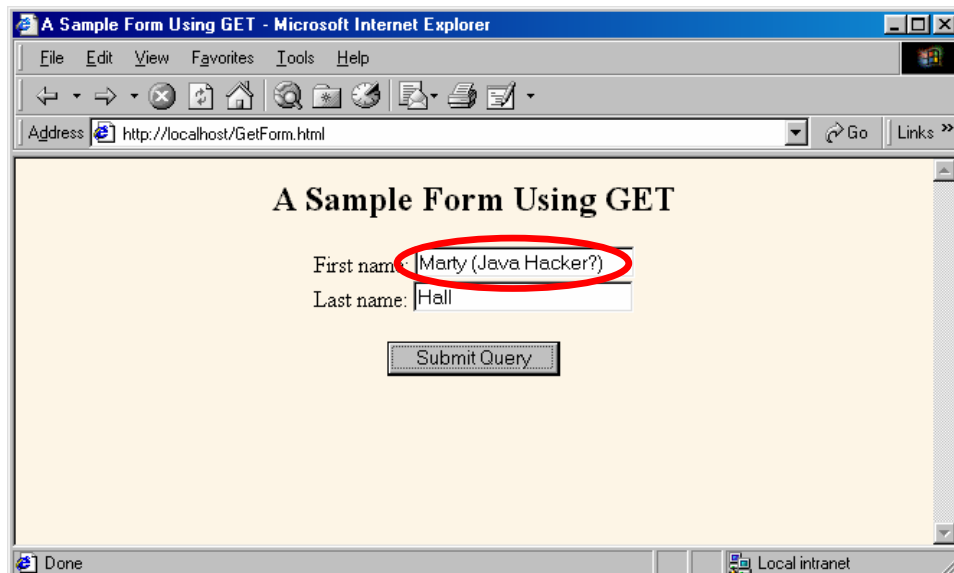 A Sample Form Using GET - Microsoft Internet Explorer
File Edit View Favorites Tools Help
Address http://localhost/GetForm.html Go Links »
A Sample Form Using GET
First name: Marty (Java Hacker?)
Last name: Hall
Submit Query
Done Local intranet